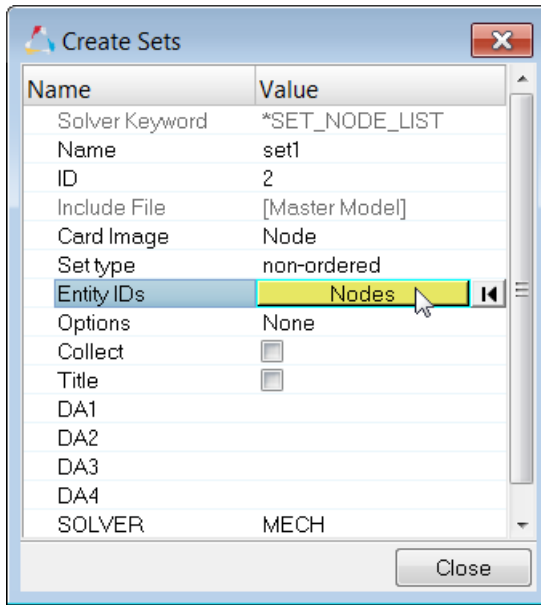 Create Sets
Name Value
Solver Keyword *SET_NODE_LIST
Name set1
ID 2
Include File [Master Model]
Card Image Node
Set type non-ordered
Entity IDs Nodes
Options None
Collect
Title
DA1
DA2
DA3
DA4
SOLVER MECH
Close